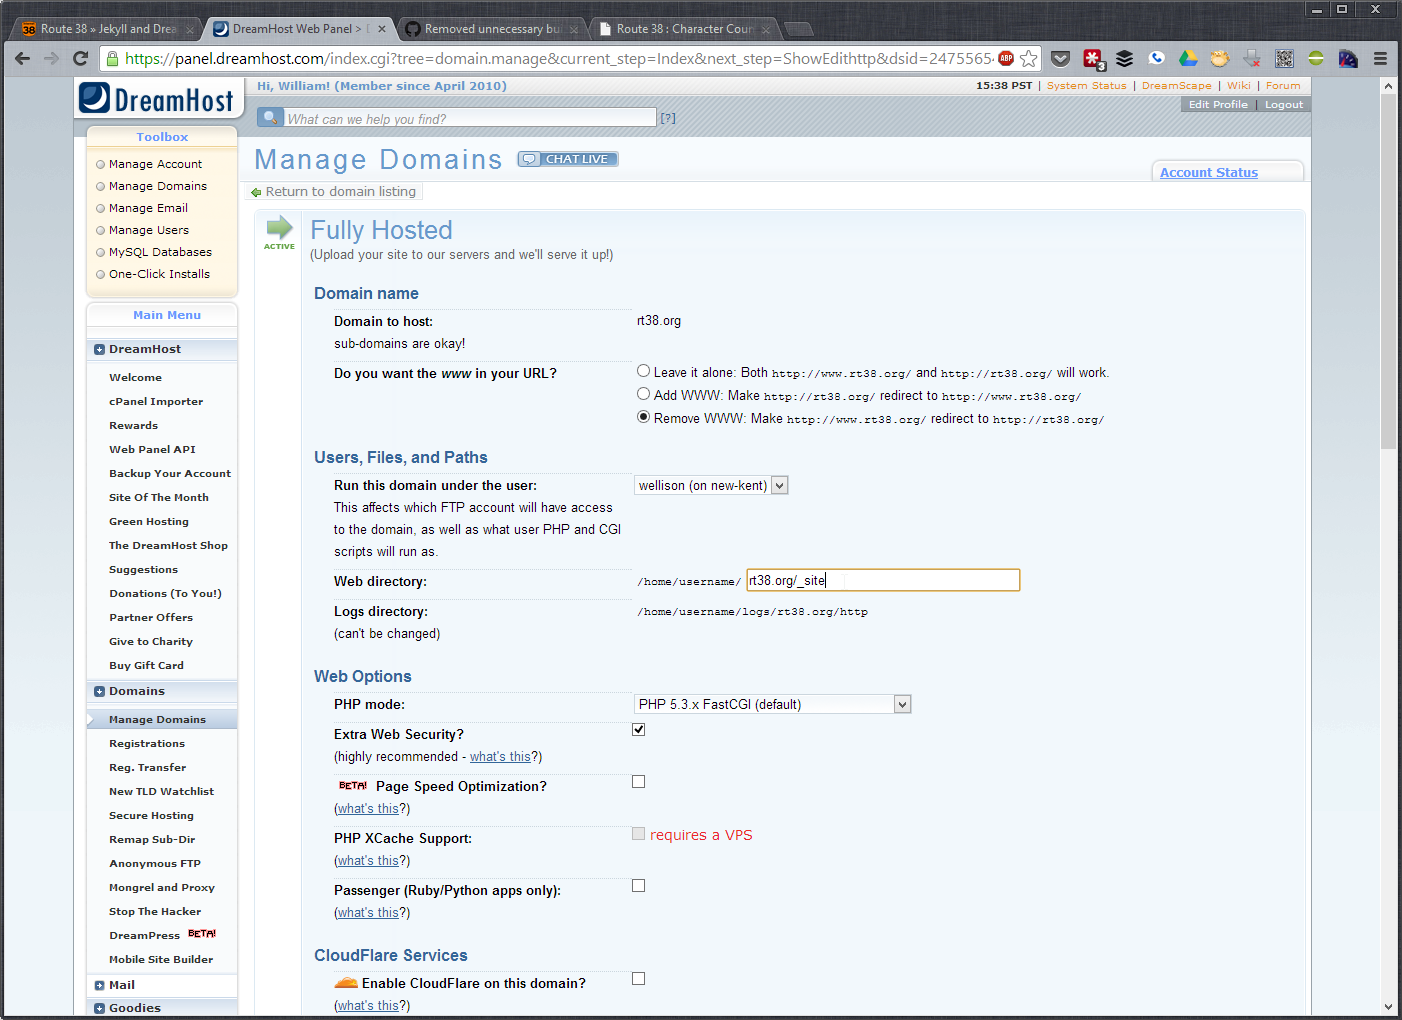 Route 38 » Jekyll and Drea
DreamHost Web Panel >
Removed unnecessary bu
Route 38 : Character Coun
https://panel.dreamhost.com/index.cgi?tree=domain.manage&current_step=Index&next_step=ShowEdithttp&dsid=2475565
ABP
3
DreamHost
Hi, William! (Member since April 2010)
15:38 PST | System Status | DreamScape | Wiki | Forum
Edit Profile | Logout
What can we help you find?
[?]
Toolbox
Manage Account
Manage Domains
Manage Email
Manage Users
MySQL Databases
One-Click Installs
Main Menu
DreamHost
Welcome
cPanel Importer
Rewards
Web Panel API
Backup Your Account
Site Of The Month
Green Hosting
The DreamHost Shop
Suggestions
Donations (To You!)
Partner Offers
Give to Charity
Buy Gift Card
Domains
Manage Domains
Registrations
Reg. Transfer
New TLD Watchlist
Secure Hosting
Remap Sub-Dir
Anonymous FTP
Mongrel and Proxy
Stop The Hacker
DreamPress BETA!
Mobile Site Builder
Mail
Goodies
Manage Domains
CHAT LIVE
Account Status
Return to domain listing
ACTIVE
Fully Hosted
(Upload your site to our servers and we'll serve it up!)
Domain name
Domain to host: rt38.org
sub-domains are okay!
Do you want the www in your URL?
Leave it alone: Both http://www.rt38.org/ and http://rt38.org/ will work.
Add WWW: Make http://rt38.org/ redirect to http://www.rt38.org/
Remove WWW: Make http://www.rt38.org/ redirect to http://rt38.org/
Users, Files, and Paths
Run this domain under the user: wellison (on new-kent)
This affects which FTP account will have access
to the domain, as well as what user PHP and CGI
scripts will run as.
Web directory: /home/username/ rt38.org/_site
Logs directory: /home/username/logs/rt38.org/http
(can't be changed)
Web Options
PHP mode: PHP 5.3.x FastCGI (default)
Extra Web Security?
(highly recommended - what's this?)
BETA! Page Speed Optimization?
(what's this?)
PHP XCache Support: requires a VPS
(what's this?)
Passenger (Ruby/Python apps only):
(what's this?)
CloudFlare Services
Enable CloudFlare on this domain?
(what's this?)